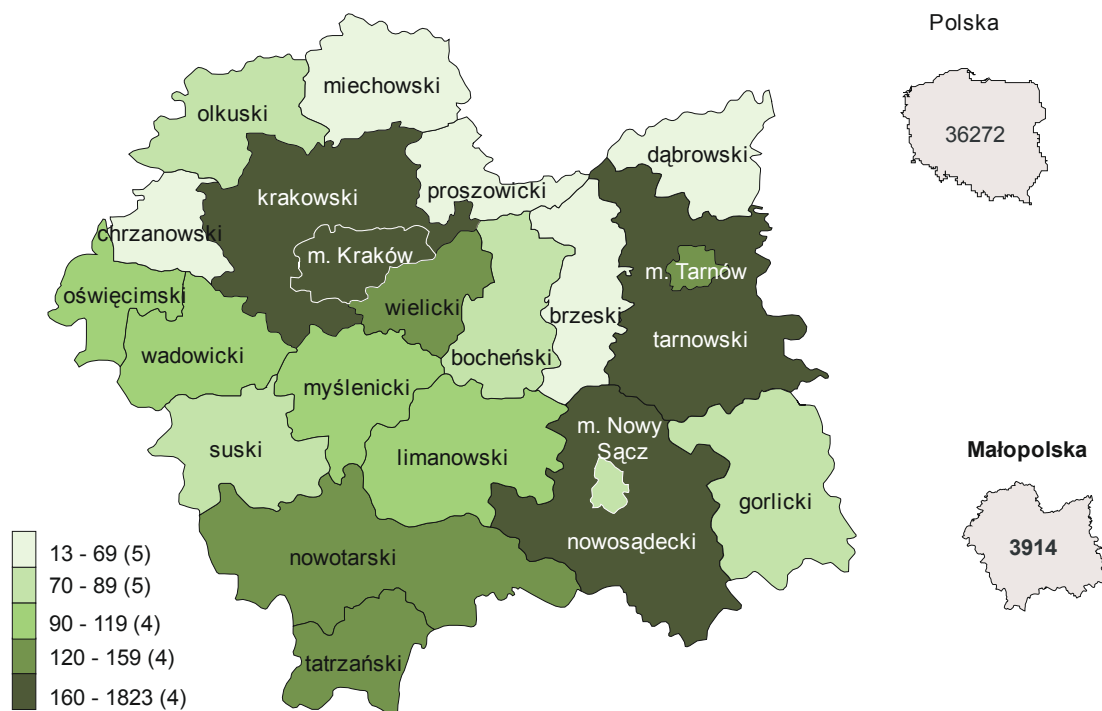 Polska
36272
miechowski
olkuski
dąbrowski
proszowicki
krakowski
chrzanowski
m. Kraków
m. Tarnów
oświęcimski
wielicki
brzeski
tarnowski
wadowicki
bocheński
myślenicki
m. Nowy
Sącz
suski
limanowski
Małopolska
gorlicki
3914
nowosądecki
nowotarski
tatrzański
13 - 69 (5)
70 - 89 (5)
90 - 119 (4)
120 - 159 (4)
160 - 1823 (4)